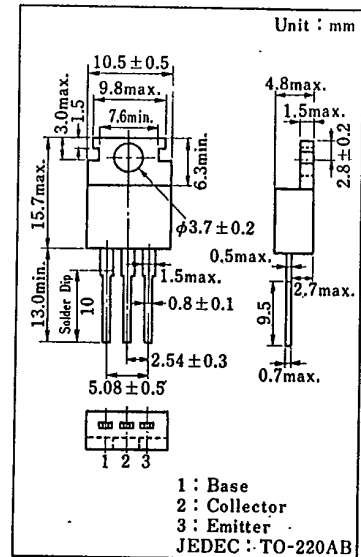 Unit : mm
10.5 ± 0.5
9.8max.
7.6min.
3.0max.
1.5
15.7max.
13.0min.
Solder Dip
10
6.3min.
φ3.7 ± 0.2
1.5max.
0.8 ± 0.1
2.54 ± 0.3
5.08 ± 0.5
4.8max.
1.5max.
2.8 ± 0.2
0.5max.
2.7max.
9.5
0.7max.
1 2 3
1 : Base
2 : Collector
3 : Emitter
JEDEC : TO-220AB